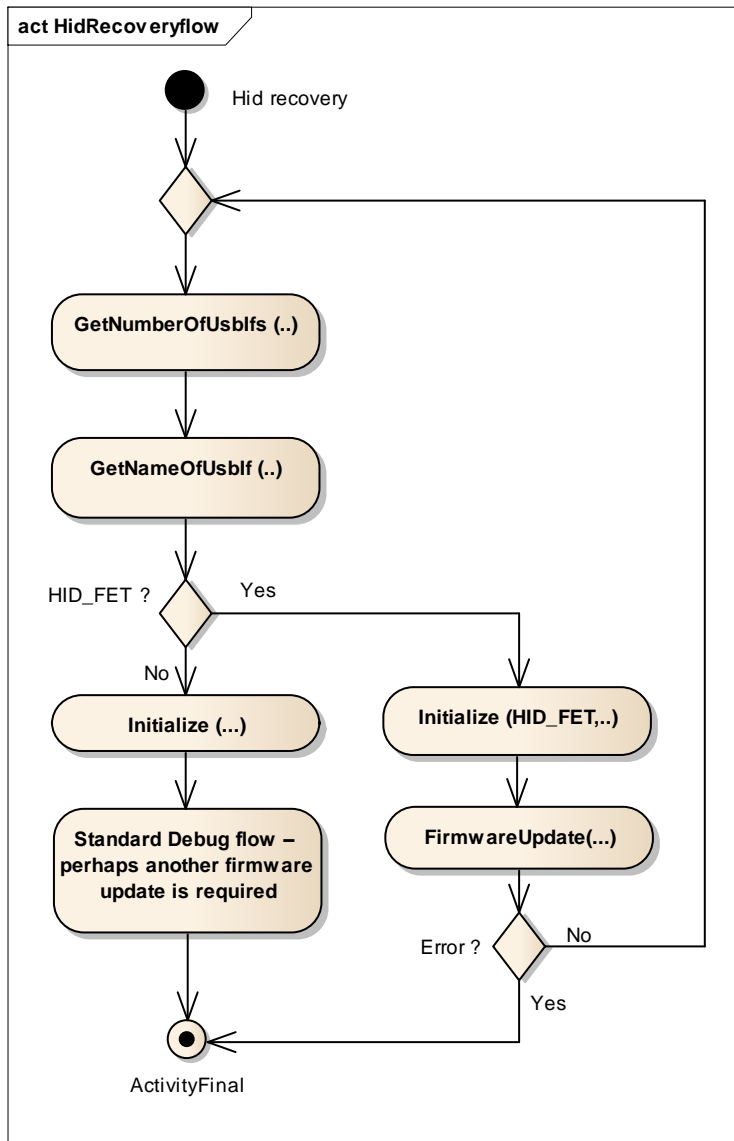 act HidRecoveryflow
Hid recovery
GetNumberOfUsbIfs (..)
GetNameOfUsbIf (..)
HID_FET ?
Yes
No
Initialize (...)
Initialize (HID_FET,..)
Standard Debug flow –
perhaps another firmware
update is required
FirmwareUpdate(...)
Error ?
No
Yes
ActivityFinal